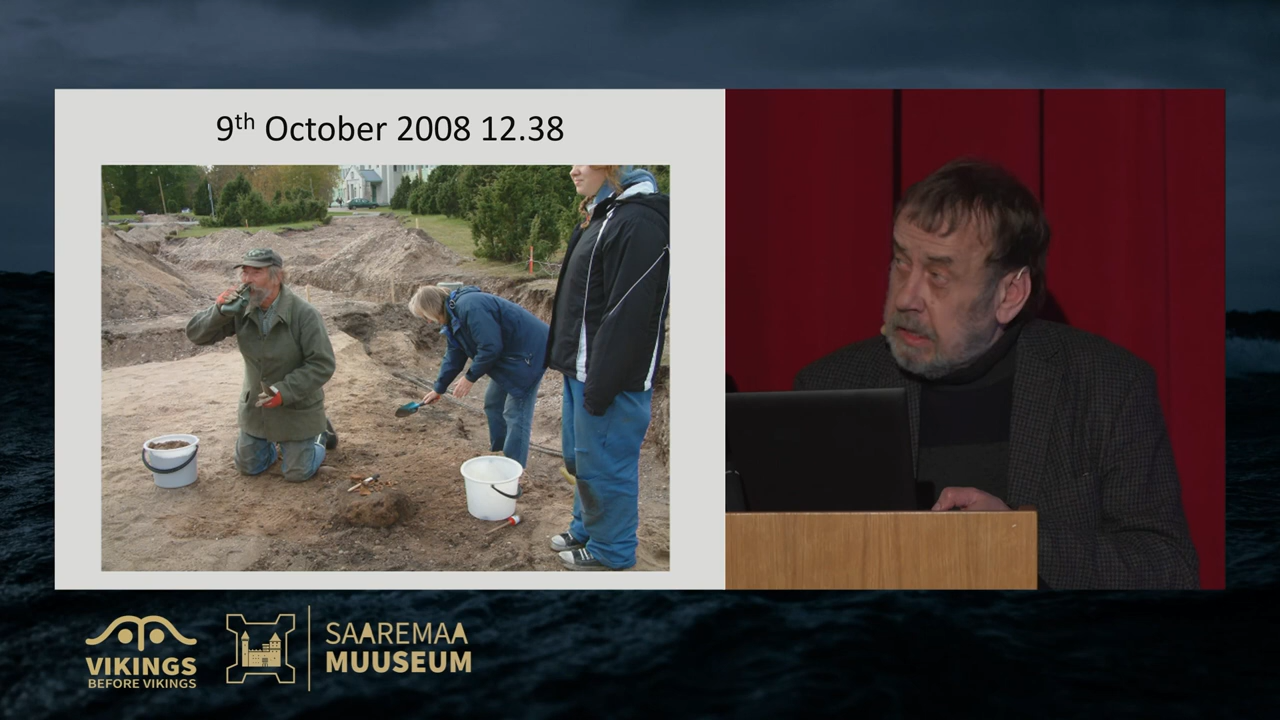 9th October 2008 12.38
VIKINGS
BEFORE VIKINGS
SAAREMAA
MUUSEUM